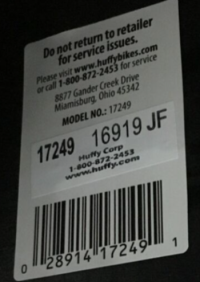 Do not return to retailer
for service issues.
Please visit www.huffybikes.com
or call 1-800-872-2453 for service
8877 Gander Creek Drive
Miamisburg, Ohio 45342
MODEL NO.: 17249
17249 16919 JF
Huffy Corp
1-800-872-2453
www.huffy.com
0 28914 17249 1